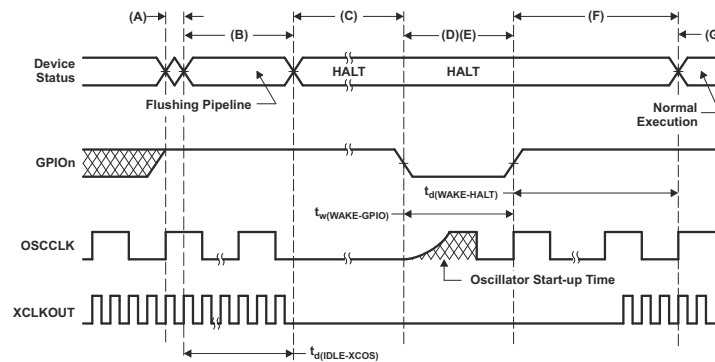 (A)
(B)
(C)
(D)(E)
(F)
(G
Device
Status
HALT
HALT
Flushing Pipeline
Normal
Execution
GPIOn
td(WAKE-HALT)
tw(WAKE-GPIO)
OSCCLK
Oscillator Start-up Time
XCLKOUT
td(IDLE-XCOS)